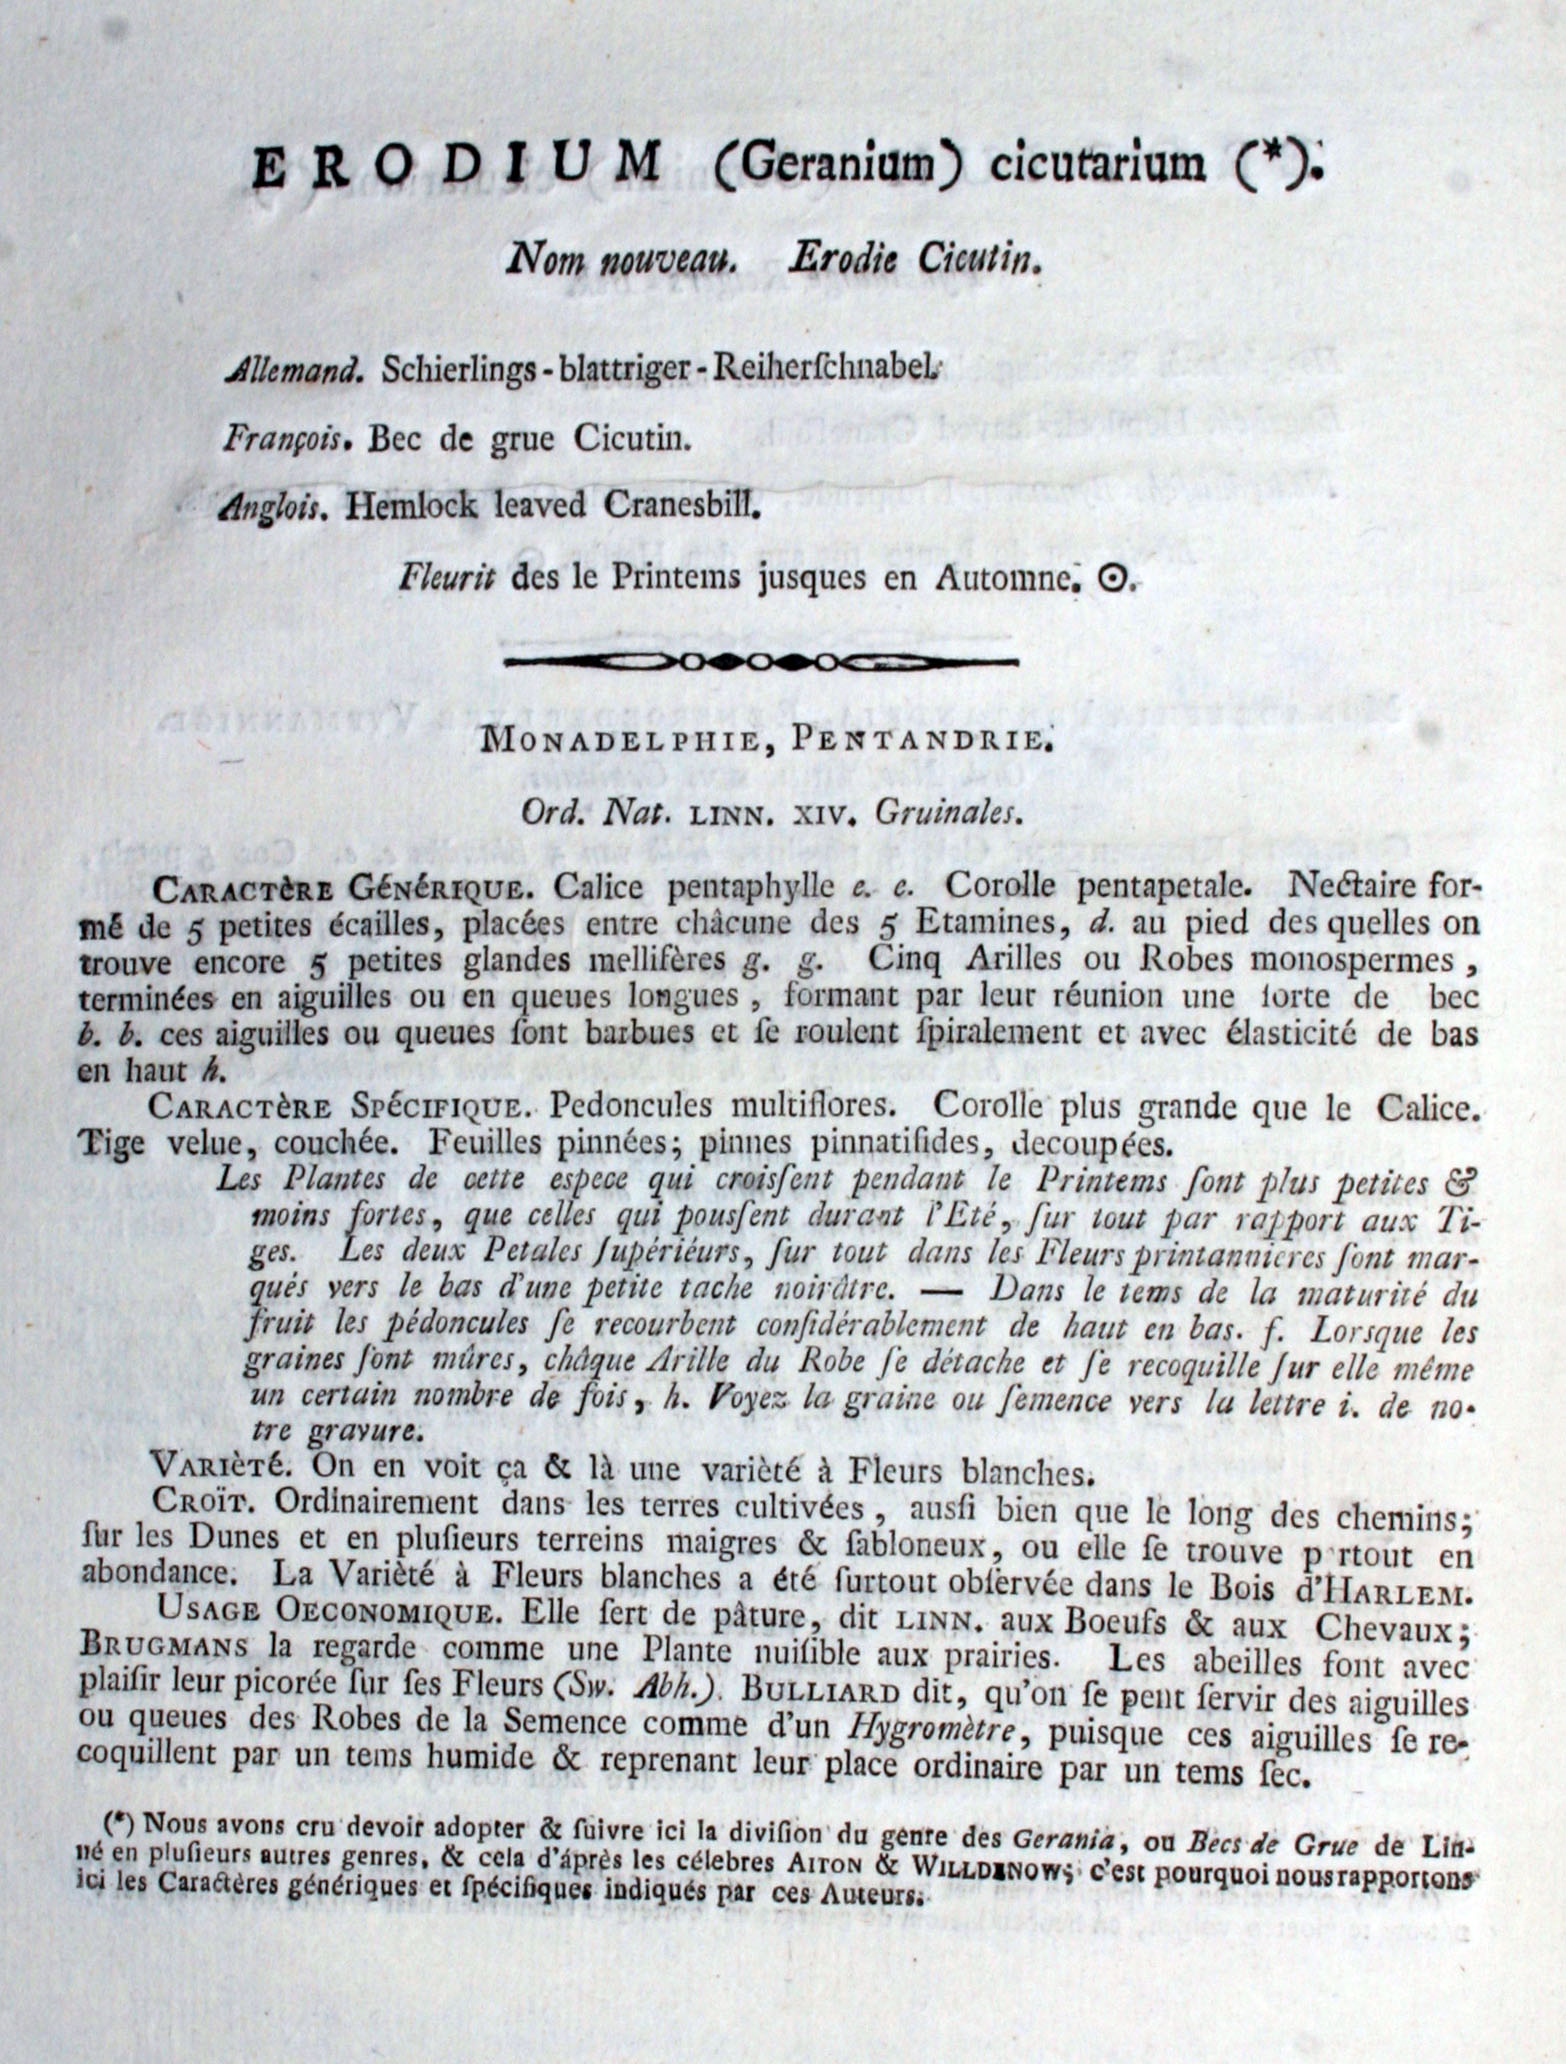 ERODIUM (Geranium) cicutarium (*).
Nom nouveau. Erodie Cicutin.
Allemand. Schierlings-blattriger-Reiherſchnabel.
François. Bec de grue Cicutin.
Anglois. Hemlock leaved Cranesbill.
Fleurit des le Printems jusques en Automne. ☉.
MONADELPHIE, PENTANDRIE.
Ord. Nat. LINN. XIV. Gruinales.
CARACTèRE GéNéRIQUE. Calice pentaphylle e. e. Corolle pentapetale. Nectaire for-
mé de 5 petites écailles, placées entre châcune des 5 Etamines, d. au pied des quelles on
trouve encore 5 petites glandes mellifères g. g. Cinq Arilles ou Robes monospermes,
terminées en aiguilles ou en queues longues, formant par leur réunion une ſorte de bec
b. b. ces aiguilles ou queues ſont barbues et ſe roulent ſpiralement et avec élasticité de bas
en haut h.
CARACTèRE SPéCIFIQUE. Pedoncules multiflores. Corolle plus grande que le Calice.
Tige velue, couchée. Feuilles pinnées; pinnes pinnatifides, decoupées.
Les Plantes de cette espece qui croisſent pendant le Printems ſont plus petites &
moins fortes, que celles qui pousſent durant l'Eté, ſur tout par rapport aux Ti-
ges. Les deux Petales ſupériéurs, ſur tout dans les Fleurs printannieres ſont mar-
qués vers le bas d'une petite tache noirâtre. — Dans le tems de la maturité du
fruit les pédoncules ſe recourbent conſidérablement de haut en bas. f. Lorsque les
graines ſont mûres, châque Arille du Robe ſe détache et ſe recoquille ſur elle même
un certain nombre de fois, h. Voyez la graine ou ſemence vers la lettre i. de no-
tre gravure.
VARIèTé. On en voit ça & là une varièté à Fleurs blanches.
CROÏT. Ordinairement dans les terres cultivées, ausſi bien que le long des chemins;
ſur les Dunes et en pluſieurs terreins maigres & ſabloneux, ou elle ſe trouve p rtout en
abondance. La Varièté à Fleurs blanches a été ſurtout obſervée dans le Bois d'HARLEM.
USAGE OECONOMIQUE. Elle ſert de pâture, dit LINN. aux Boeufs & aux Chevaux;
BRUGMANS la regarde comme une Plante nuiſible aux prairies. Les abeilles font avec
plaiſir leur picorée ſur ſes Fleurs (Sw. Abh.). BULLIARD dit, qu'on ſe peut ſervir des aiguilles
ou queues des Robes de la Semence comme d'un Hygromètre, puisque ces aiguilles ſe re-
coquillent par un tems humide & reprenant leur place ordinaire par un tems ſec.
(*) Nous avons cru devoir adopter & ſuivre ici la diviſion du genre des Gerania, ou Becs de Grue de Lin-
né en pluſieurs autres genres, & cela d'áprès les célebres AITON & WILLDENOW; c'est pourquoi nous rapportons
ici les Caractères génériques et ſpécifiques indiqués par ces Auteurs.